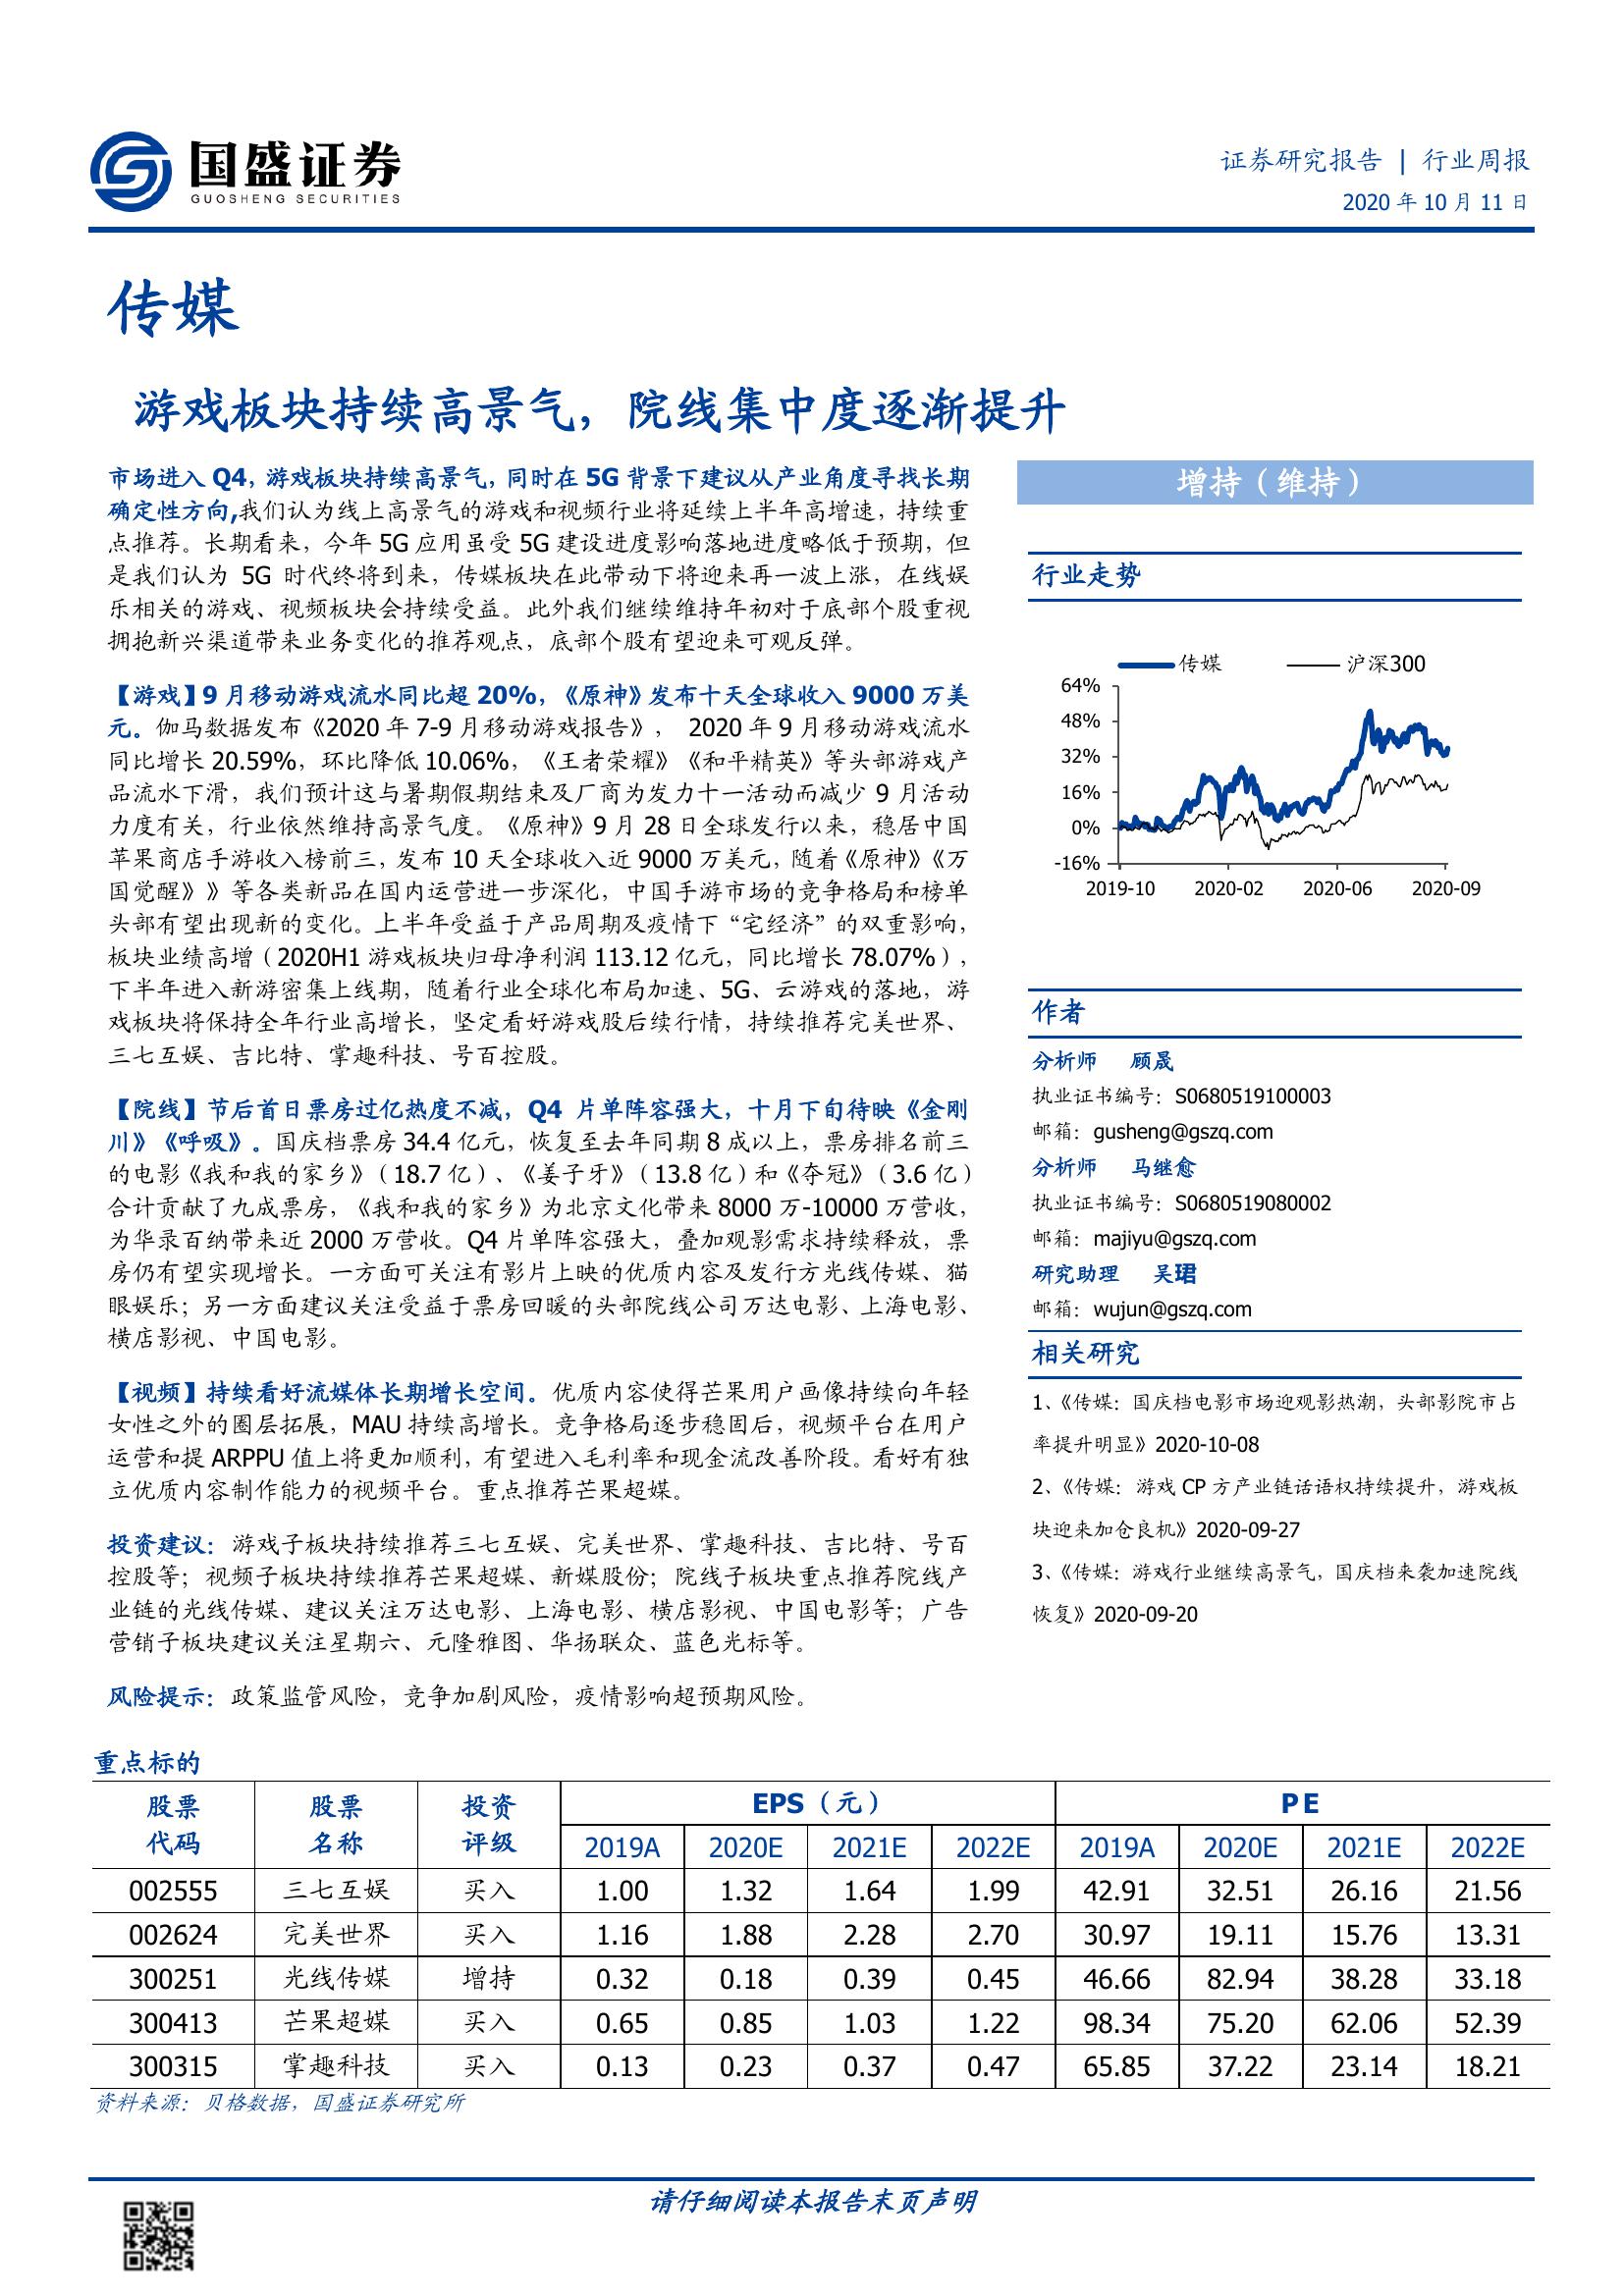 国盛证券
GUOSHENG SECURITIES
证券研究报告 | 行业周报
2020 年 10 月 11 日
传媒
游戏板块持续高景气，院线集中度逐渐提升
市场进入 Q4，游戏板块持续高景气，同时在 5G 背景下建议从产业角度寻找长期
确定性方向,我们认为线上高景气的游戏和视频行业将延续上半年高增速，持续重
点推荐。长期看来，今年 5G 应用虽受 5G 建设进度影响落地进度略低于预期，但
是我们认为 5G 时代终将到来，传媒板块在此带动下将迎来再一波上涨，在线娱
乐相关的游戏、视频板块会持续受益。此外我们继续维持年初对于底部个股重视
拥抱新兴渠道带来业务变化的推荐观点，底部个股有望迎来可观反弹。
【游戏】9 月移动游戏流水同比超 20%，《原神》发布十天全球收入 9000 万美
元。伽马数据发布《2020 年 7-9 月移动游戏报告》， 2020 年 9 月移动游戏流水
同比增长 20.59%，环比降低 10.06%，《王者荣耀》《和平精英》等头部游戏产
品流水下滑，我们预计这与暑期假期结束及厂商为发力十一活动而减少 9 月活动
力度有关，行业依然维持高景气度。《原神》9 月 28 日全球发行以来，稳居中国
苹果商店手游收入榜前三，发布 10 天全球收入近 9000 万美元，随着《原神》《万
国觉醒》》等各类新品在国内运营进一步深化，中国手游市场的竞争格局和榜单
头部有望出现新的变化。上半年受益于产品周期及疫情下“宅经济”的双重影响，
板块业绩高增（2020H1 游戏板块归母净利润 113.12 亿元，同比增长 78.07%），
下半年进入新游密集上线期，随着行业全球化布局加速、5G、云游戏的落地，游
戏板块将保持全年行业高增长，坚定看好游戏股后续行情，持续推荐完美世界、
三七互娱、吉比特、掌趣科技、号百控股。
【院线】节后首日票房过亿热度不减，Q4 片单阵容强大，十月下旬待映《金刚
川》《呼吸》。国庆档票房 34.4 亿元，恢复至去年同期 8 成以上，票房排名前三
的电影《我和我的家乡》（18.7 亿）、《姜子牙》（13.8 亿）和《夺冠》（3.6 亿）
合计贡献了九成票房，《我和我的家乡》为北京文化带来 8000 万-10000 万营收，
为华录百纳带来近 2000 万营收。Q4 片单阵容强大，叠加观影需求持续释放，票
房仍有望实现增长。一方面可关注有影片上映的优质内容及发行方光线传媒、猫
眼娱乐；另一方面建议关注受益于票房回暖的头部院线公司万达电影、上海电影、
横店影视、中国电影。
【视频】持续看好流媒体长期增长空间。优质内容使得芒果用户画像持续向年轻
女性之外的圈层拓展，MAU 持续高增长。竞争格局逐步稳固后，视频平台在用户
运营和提 ARPPU 值上将更加顺利，有望进入毛利率和现金流改善阶段。看好有独
立优质内容制作能力的视频平台。重点推荐芒果超媒。
投资建议：游戏子板块持续推荐三七互娱、完美世界、掌趣科技、吉比特、号百
控股等；视频子板块持续推荐芒果超媒、新媒股份；院线子板块重点推荐院线产
业链的光线传媒、建议关注万达电影、上海电影、横店影视、中国电影等；广告
营销子板块建议关注星期六、元隆雅图、华扬联众、蓝色光标等。
风险提示：政策监管风险，竞争加剧风险，疫情影响超预期风险。
增持（维持）
行业走势
传媒 沪深300
64%
48%
32%
16%
0%
-16%
2019-10 2020-02 2020-06 2020-09
作者
分析师 顾晟
执业证书编号：S0680519100003
邮箱：gusheng@gszq.com
分析师 马继愈
执业证书编号：S0680519080002
邮箱：majiyu@gszq.com
研究助理 吴珺
邮箱：wujun@gszq.com
相关研究
1、《传媒：国庆档电影市场迎观影热潮，头部影院市占
率提升明显》2020-10-08
2、《传媒：游戏 CP 方产业链话语权持续提升，游戏板
块迎来加仓良机》2020-09-27
3、《传媒：游戏行业继续高景气，国庆档来袭加速院线
恢复》2020-09-20
重点标的
股票 股票 投资 EPS（元） P E
代码 名称 评级 2019A 2020E 2021E 2022E 2019A 2020E 2021E 2022E
002555 三七互娱 买入 1.00 1.32 1.64 1.99 42.91 32.51 26.16 21.56
002624 完美世界 买入 1.16 1.88 2.28 2.70 30.97 19.11 15.76 13.31
300251 光线传媒 增持 0.32 0.18 0.39 0.45 46.66 82.94 38.28 33.18
300413 芒果超媒 买入 0.65 0.85 1.03 1.22 98.34 75.20 62.06 52.39
300315 掌趣科技 买入 0.13 0.23 0.37 0.47 65.85 37.22 23.14 18.21
资料来源：贝格数据，国盛证券研究所
请仔细阅读本报告末页声明